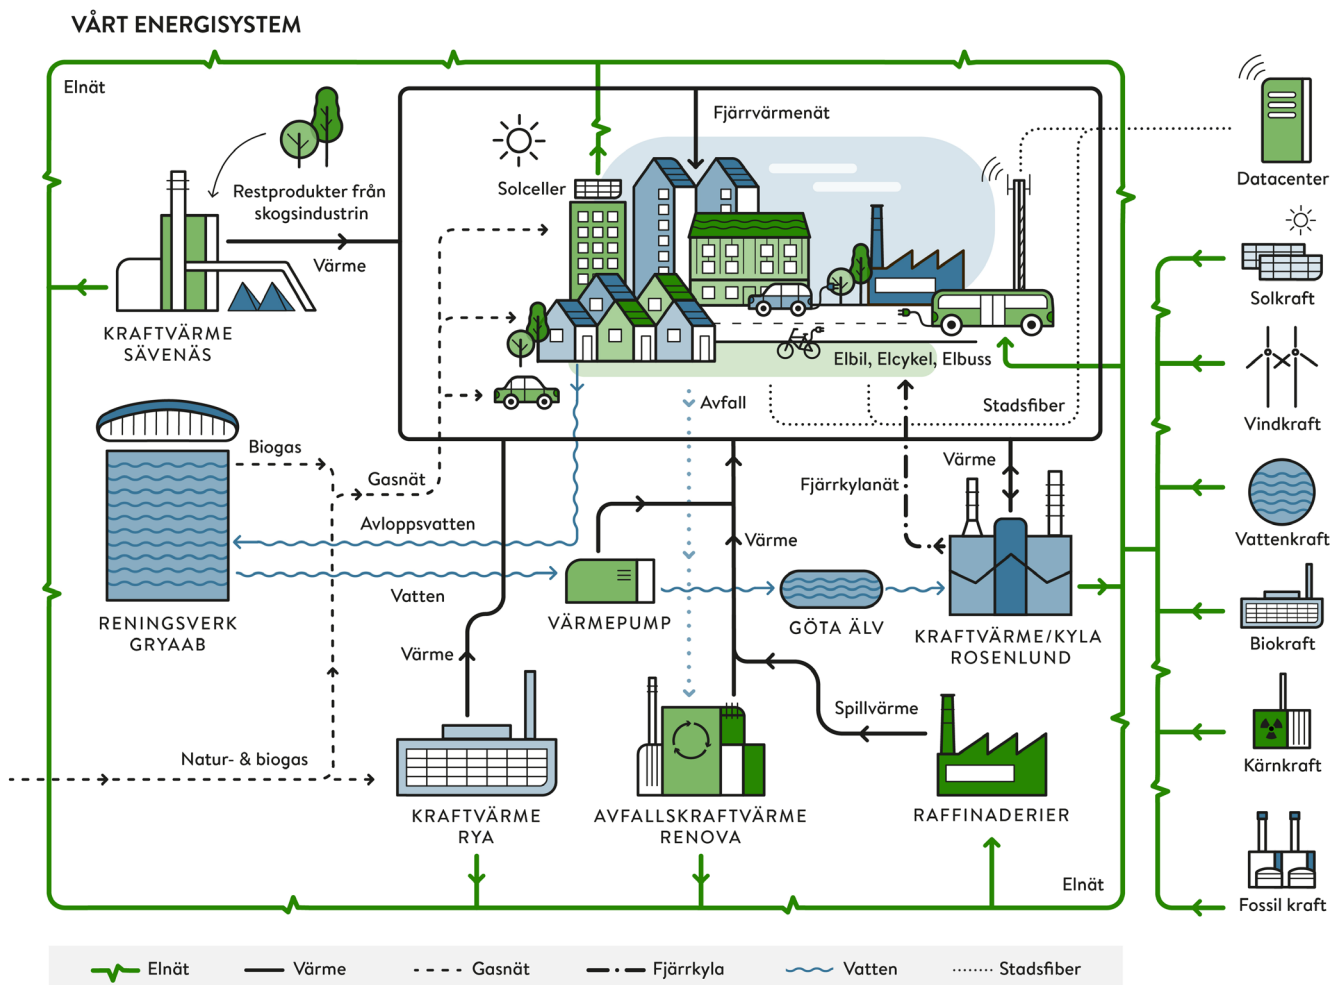 VÅRT ENERGISYSTEM
Elnät
Fjärrvärmenät
Solceller
Restprodukter från
skogsindustrin
Värme
KRAFTVÄRME
SÄVENÄS
Datacenter
Solkraft
Vindkraft
Vattenkraft
Biokraft
Kärnkraft
Fossil kraft
Elbil, Elcykel, Elbuss
Avfall
Stadsfiber
Biogas
Gasnät
Avloppsvatten
Vatten
RENINGSVERK
GRYAAB
Fjärrkylanät
Värme
Värme
VÄRMEPUMP
GÖTA ÄLV
KRAFTVÄRME/KYLA
ROSENLUND
Värme
Spillvärme
Natur- & biogas
KRAFTVÄRME
RYA
AVFALLSKRAFTVÄRME
RENOVA
RAFFINADERIER
Elnät
Elnät
Värme
Gasnät
Fjärrkyla
Vatten
Stadsfiber